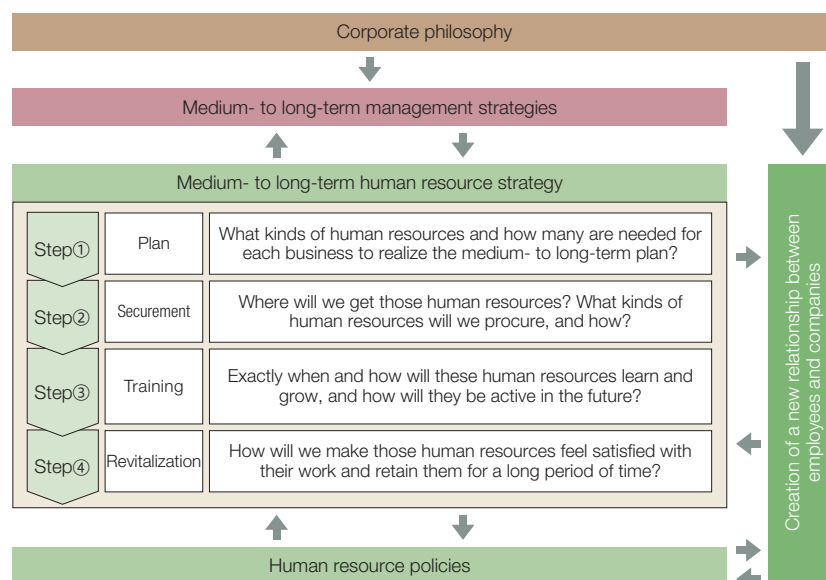 Corporate philosophy
Medium- to long-term management strategies
Medium- to long-term human resource strategy
Step①
Plan
What kinds of human resources and how many are needed for
each business to realize the medium- to long-term plan?
Step②
Securement
Where will we get those human resources? What kinds of
human resources will we procure, and how?
Step③
Training
Exactly when and how will these human resources learn and
grow, and how will they be active in the future?
Step④
Revitalization
How will we make those human resources feel satisfied with
their work and retain them for a long period of time?
Human resource policies
Creation of a new relationship between
employees and companies